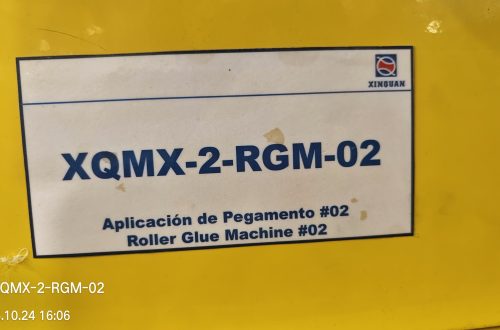 XINGUAN
XQMX-2-RGM-02
Aplicación de Pegamento #02
Roller Glue Machine #02
QMX-2-RGM-02
.10.24 16:06